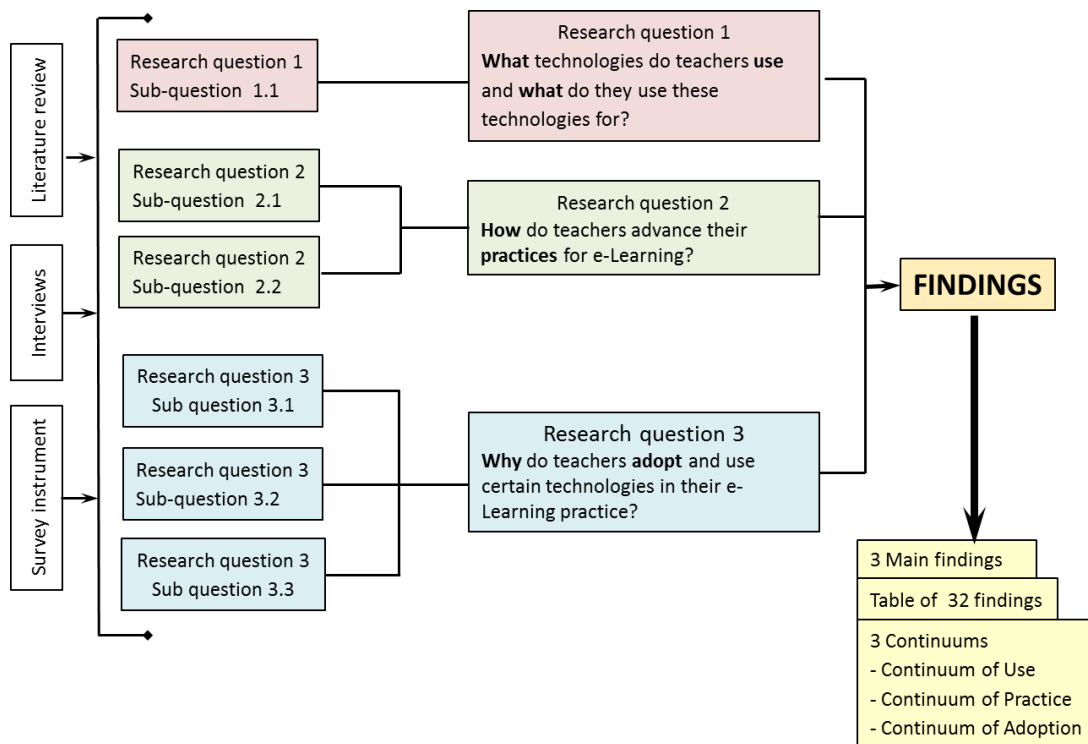 Literature review
Interviews
Survey instrument
Research question 1
Sub-question 1.1
Research question 2
Sub-question 2.1
Research question 2
Sub-question 2.2
Research question 3
Sub question 3.1
Research question 3
Sub-question 3.2
Research question 3
Sub question 3.3
Research question 1
What technologies do teachers use
and what do they use these
technologies for?
Research question 2
How do teachers advance their
practices for e-Learning?
Research question 3
Why do teachers adopt and use
certain technologies in their e-
Learning practice?
FINDINGS
3 Main findings
Table of 32 findings
3 Continuums
- Continuum of Use
- Continuum of Practice
- Continuum of Adoption